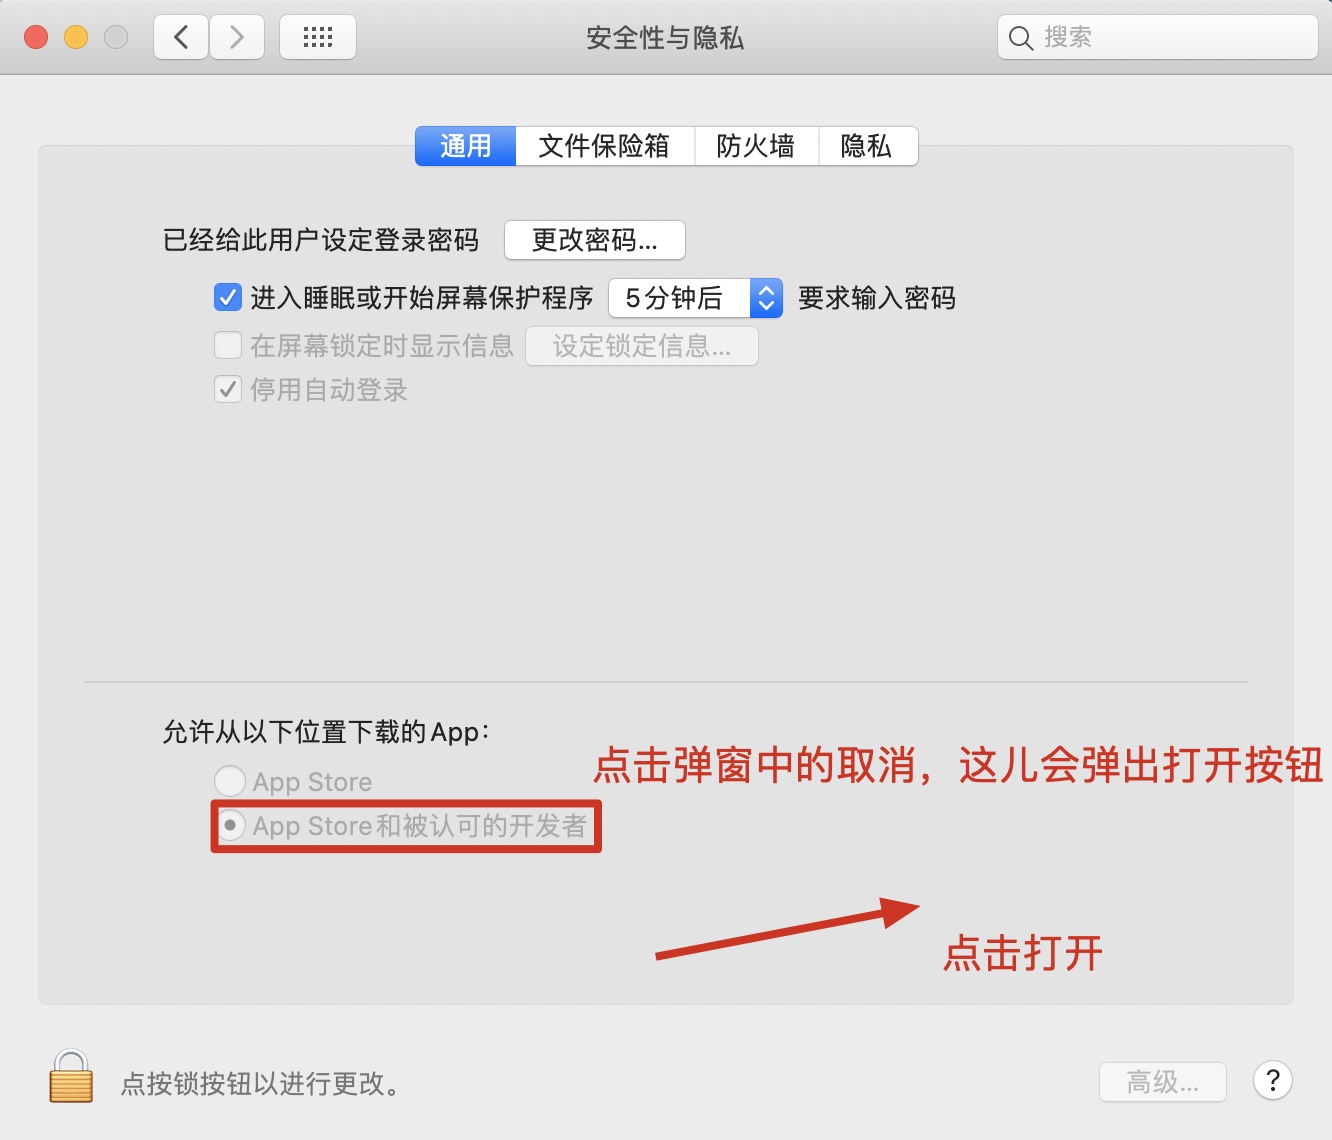 安全性与隐私
搜索
通用 文件保险箱 防火墙 隐私
已经给此用户设定登录密码 更改密码...
进入睡眠或开始屏幕保护程序 5分钟后 要求输入密码
在屏幕锁定时显示信息 设定锁定信息...
停用自动登录
允许从以下位置下载的App：
点击弹窗中的取消，这儿会弹出打开按钮
App Store
App Store和被认可的开发者
点击打开
点按锁按钮以进行更改。
高级... ?